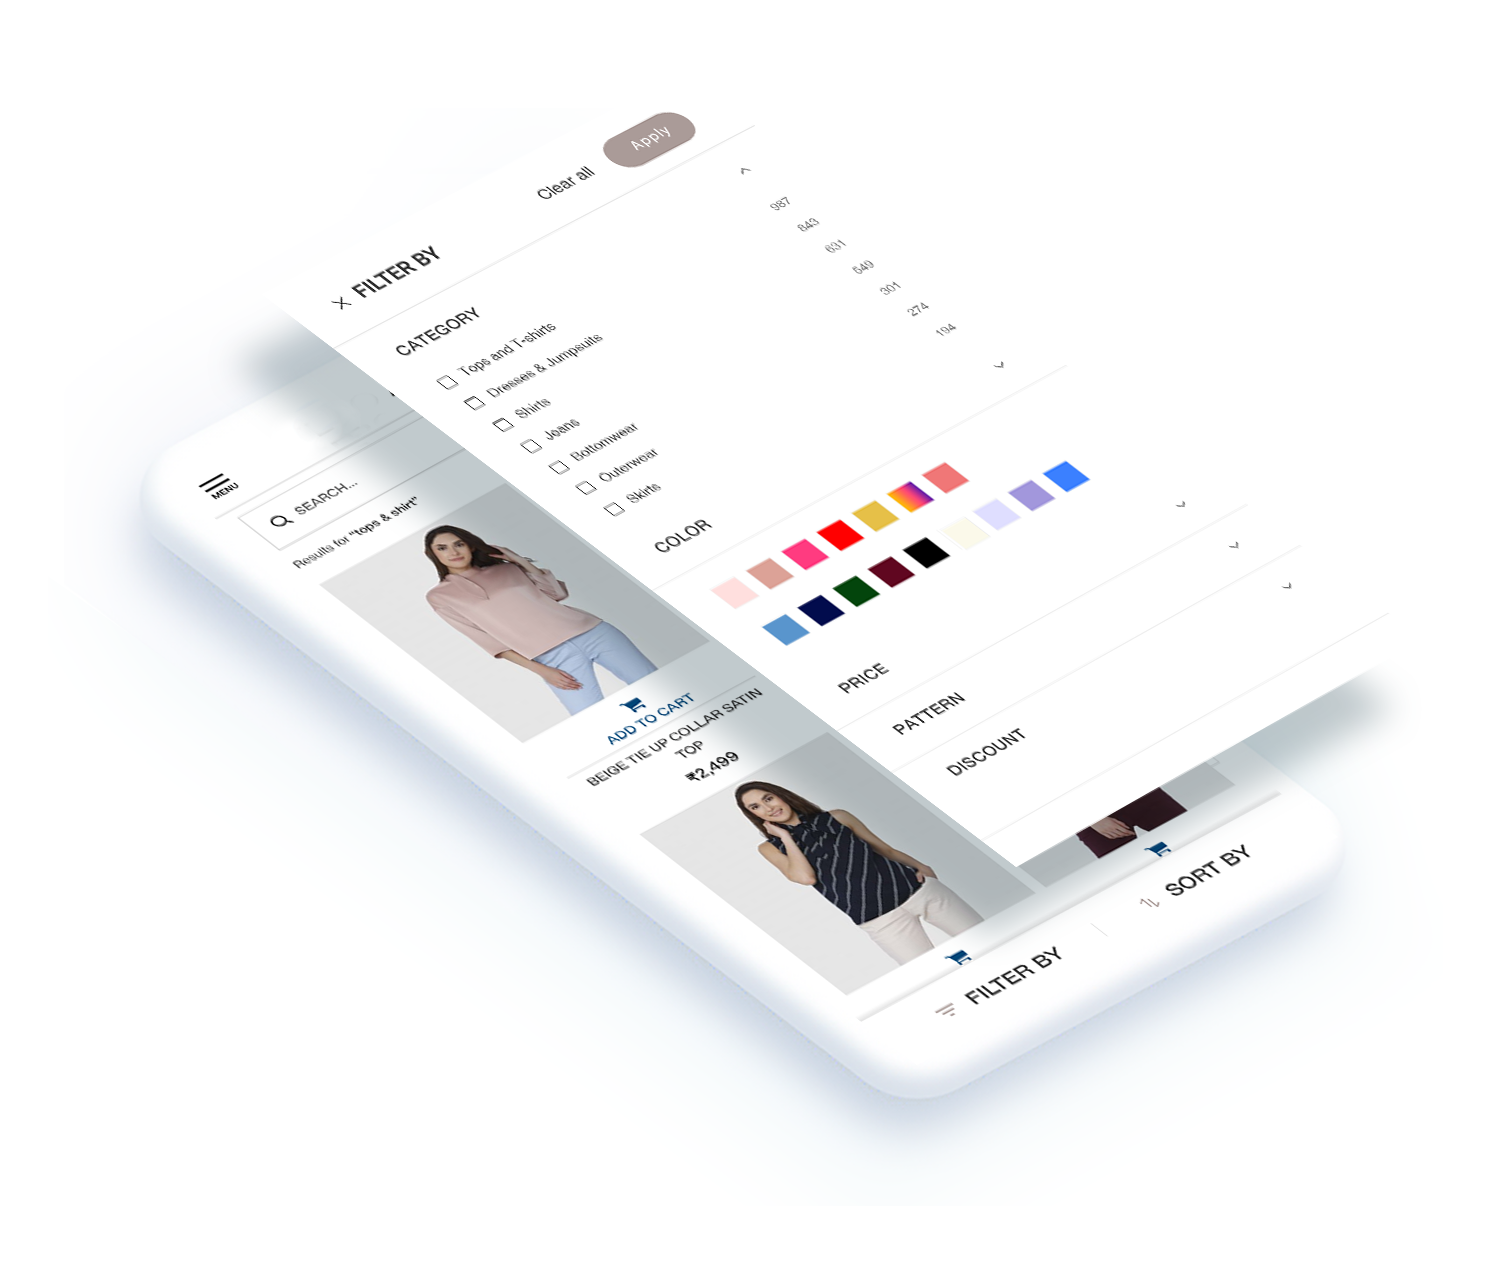 Apply
Clear all
FILTER BY
CATEGORY
Tops and T-shirts 987
Dresses & Jumpsuits 843
Shirts 631
Jeans 549
Bottomwear 301
Outerwear 274
Skirts 194
COLOR
PRICE
PATTERN
DISCOUNT
MENU
SEARCH...
Results for "tops & shirt"
ADD TO CART
BEIGE TIE UP COLLAR SATIN
TOP
₹2,499
FILTER BY
SORT BY